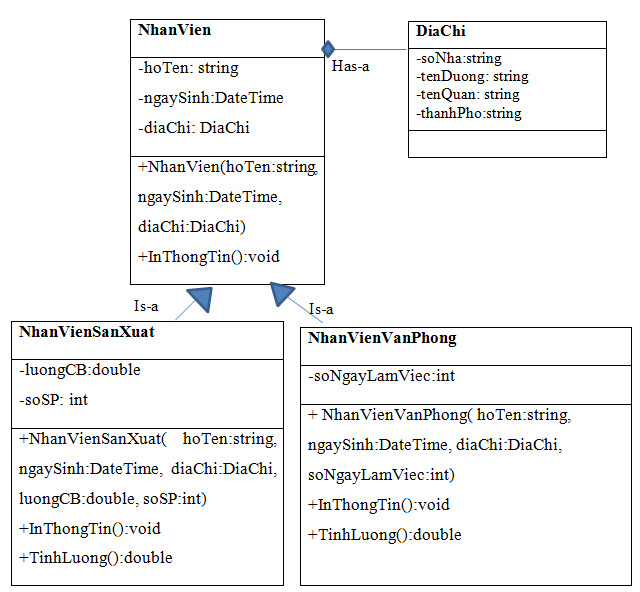 NhanVien
-hoTen: string
-ngaySinh:DateTime
-diaChi: DiaChi
+NhanVien(hoTen:string,
ngaySinh:DateTime,
diaChi:DiaChi)
+InThongTin():void
Has-a
DiaChi
-soNha:string
-tenDuong: string
-tenQuan: string
-thanhPho:string
Is-a
Is-a
NhanVienSanXuat
-luongCB:double
-soSP: int
+NhanVienSanXuat( hoTen:string,
ngaySinh:DateTime, diaChi:DiaChi,
luongCB:double, soSP:int)
+InThongTin():void
+TinhLuong():double
NhanVienVanPhong
-soNgayLamViec:int
+ NhanVienVanPhong( hoTen:string,
ngaySinh:DateTime, diaChi:DiaChi,
soNgayLamViec:int)
+InThongTin():void
+TinhLuong():double